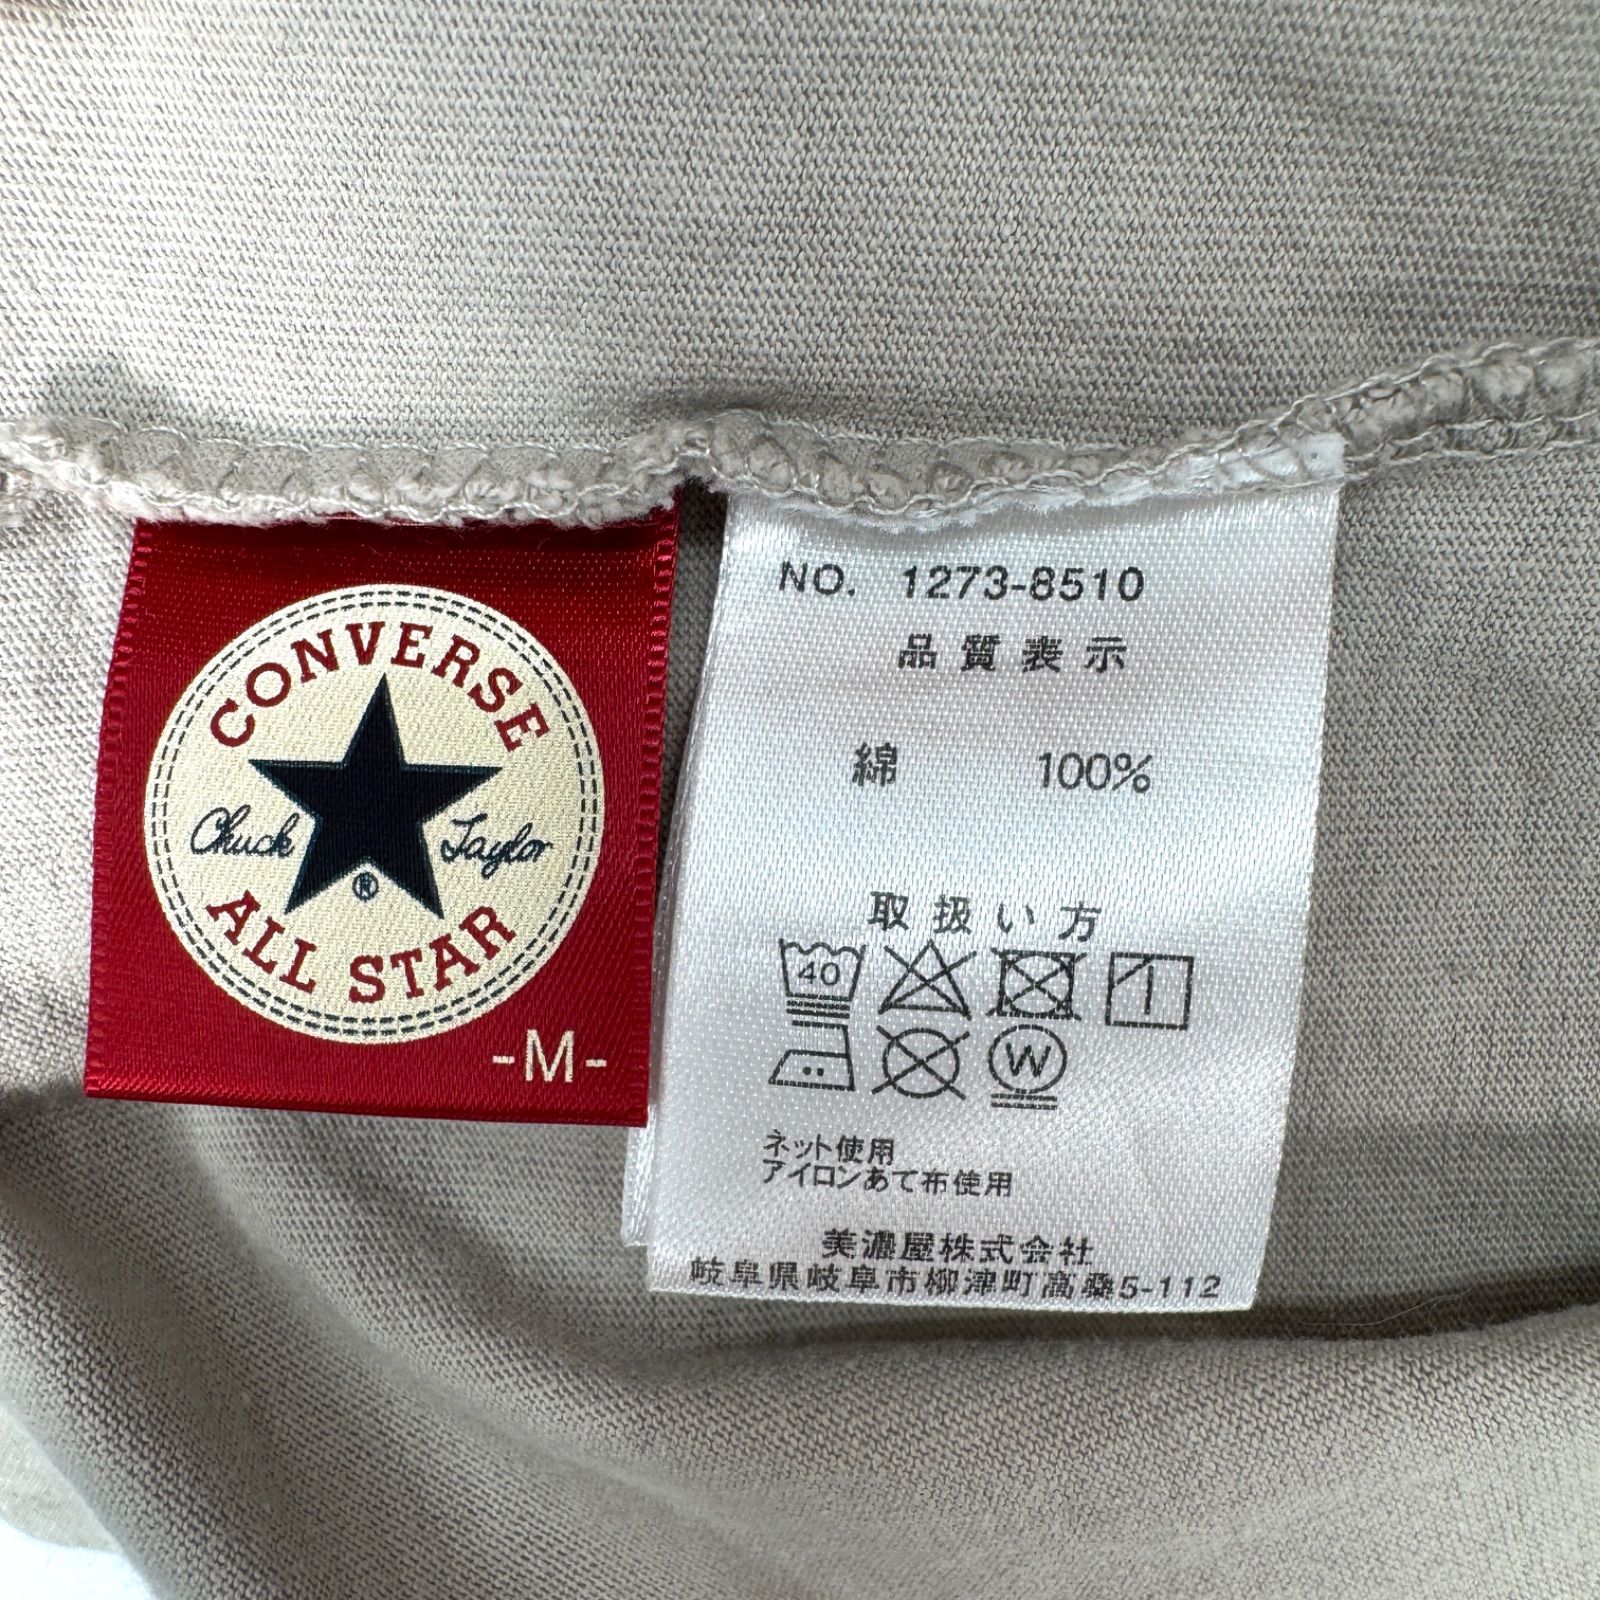 CONVERSE
Chuck Taylor
®
ALL STAR
-M-
NO. 1273-8510
品質表示
綿 100%
取扱い方
40
W
ネット使用
アイロンあて布使用
美濃屋株式会社
岐阜県岐阜市柳津町高桑5-112